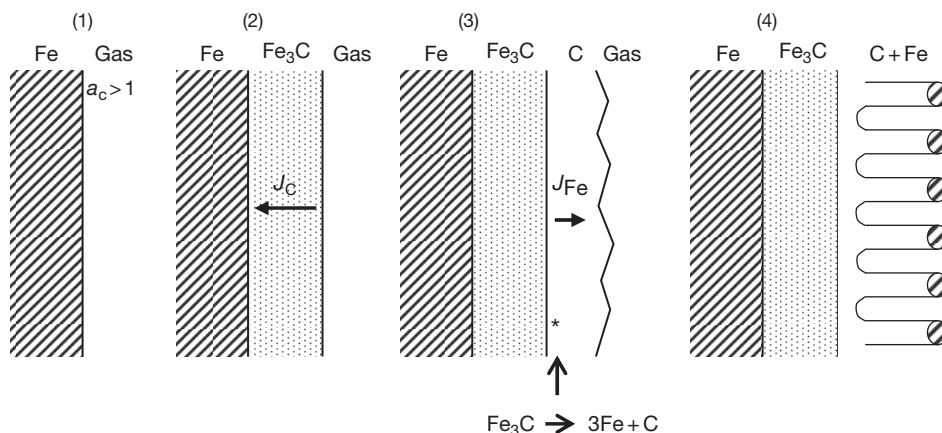 (1) (2) (3) (4)
Fe Gas Fe Fe₃C Gas Fe Fe₃C C Gas Fe Fe₃C C + Fe
a_c > 1
J_C J_Fe
*
Fe₃C → 3Fe + C